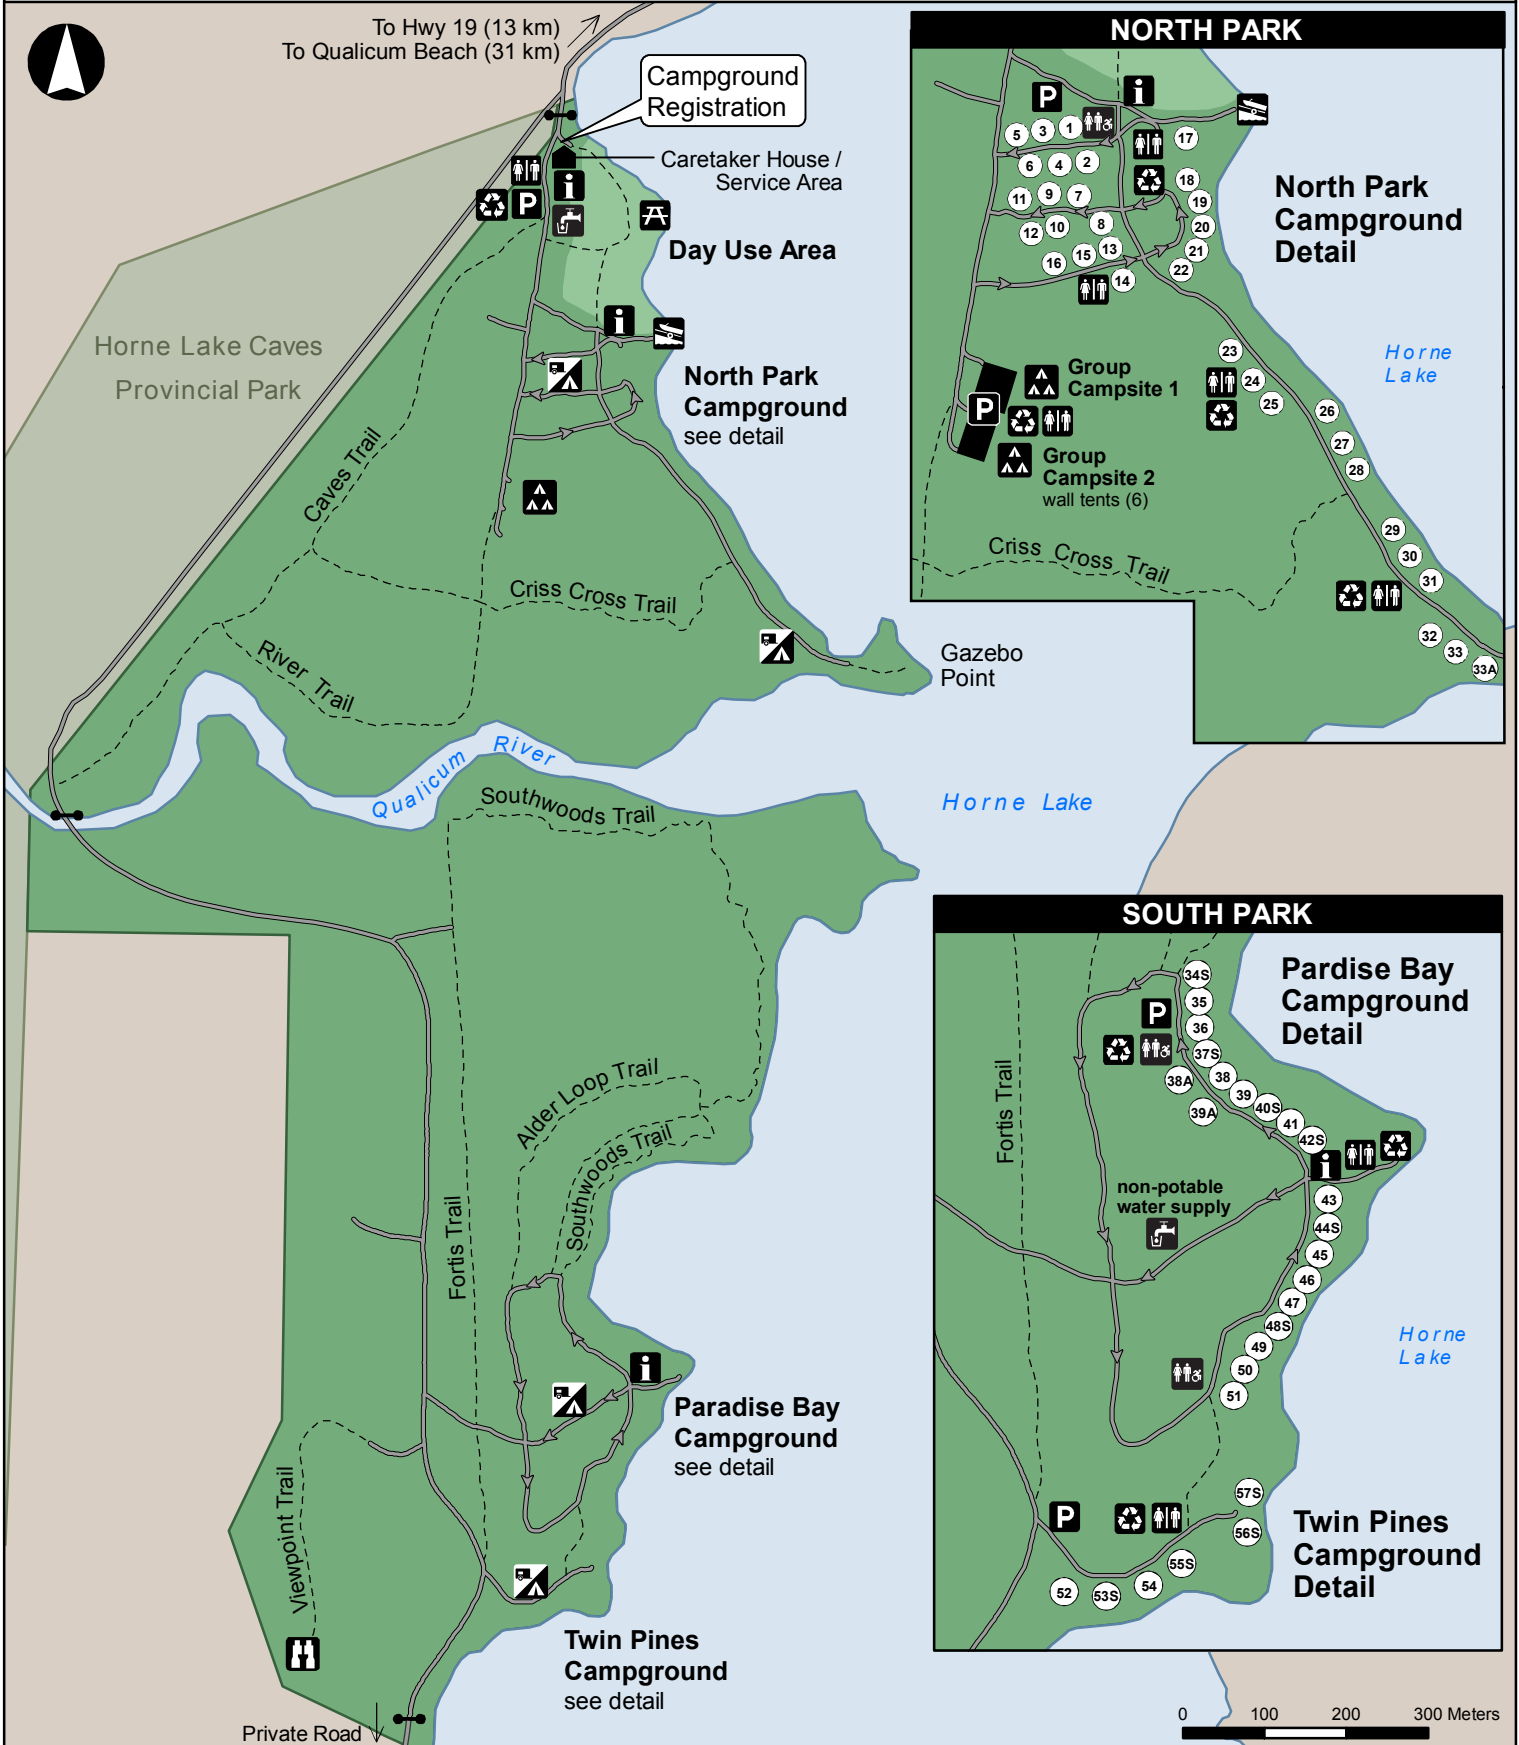 To Hwy 19 (13 km)
To Qualicum Beach (31 km)
Campground
Registration
Caretaker House /
Service Area
P
i
Day Use Area
Horne Lake Caves
Provincial Park
i
North Park
Campground
see detail
Caves Trail
Criss Cross Trail
River Trail
Gazebo
Point
Qualicum River
Southwoods Trail
Horne Lake
Alder Loop Trail
Southwoods Trail
Fortis Trail
i
Paradise Bay
Campground
see detail
Viewpoint Trail
Twin Pines
Campground
see detail
Private Road
NORTH PARK
P
i
5
3
1
17
6
4
2
18
11
9
7
19
12
10
8
20
16
15
13
21
14
22
North Park
Campground
Detail
23
24
25
26
27
28
Horne
Lake
P
Group
Campsite 1
Group
Campsite 2
wall tents (6)
Criss Cross Trail
29
30
31
32
33
33A
SOUTH PARK
Pardise Bay
Campground
Detail
34S
35
P
36
37S
38A
38
39
39A
40S
41
42S
i
Fortis Trail
non-potable
water supply
43
44S
45
46
47
48S
49
50
51
Horne
Lake
57S
P
56S
55S
54
53S
52
Twin Pines
Campground
Detail
0 100 200 300 Meters